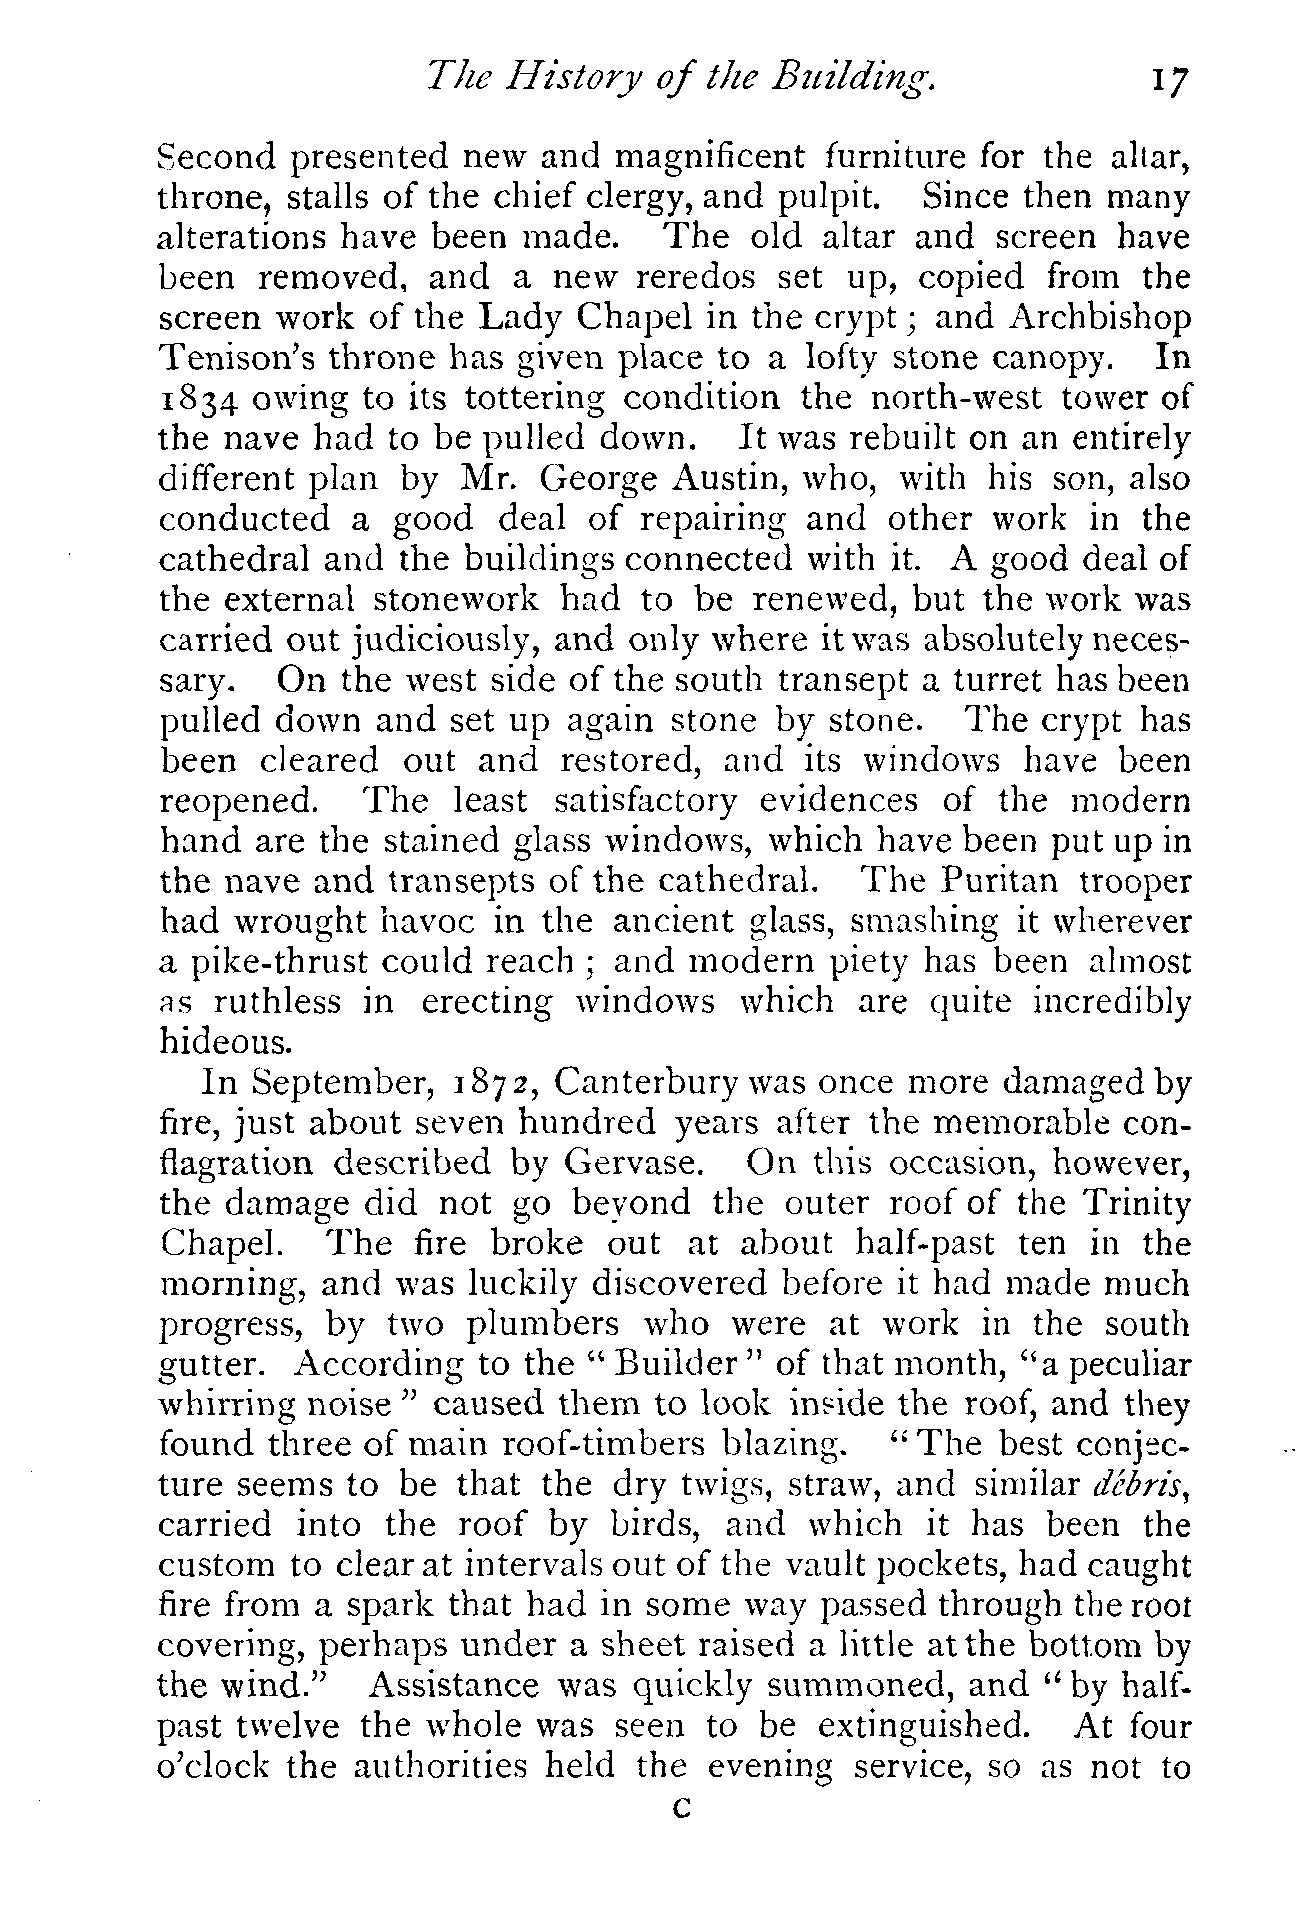 The History of the Building. 17
Second presented new and magnificent furniture for the altar,
throne, stalls of the chief clergy, and pulpit. Since then many
alterations have been made. The old altar and screen have
been removed, and a new reredos set up, copied from the
screen work of the Lady Chapel in the crypt ; and Archbishop
Tenison's throne has given place to a lofty stone canopy. In
1834 owing to its tottering condition the north-west tower of
the nave had to be pulled down. It was rebuilt on an entirely
different plan by Mr. George Austin, who, with his son, also
conducted a good deal of repairing and other work in the
cathedral and the buildings connected with it. A good deal of
the external stonework had to be renewed, but the work was
carried out judiciously, and only where it was absolutely neces-
sary. On the west side of the south transept a turret has been
pulled down and set up again stone by stone. The crypt has
been cleared out and restored, and its windows have been
reopened. The least satisfactory evidences of the modern
hand are the stained glass windows, which have been put up in
the nave and transepts of the cathedral. The Puritan trooper
had wrought havoc in the ancient glass, smashing it wherever
a pike-thrust could reach ; and modern piety has been almost
as ruthless in erecting windows which are quite incredibly
hideous.
In September, 1872, Canterbury was once more damaged by
fire, just about seven hundred years after the memorable con-
flagration described by Gervase. On this occasion, however,
the damage did not go beyond the outer roof of the Trinity
Chapel. The fire broke out at about half-past ten in the
morning, and was luckily discovered before it had made much
progress, by two plumbers who were at work in the south
gutter. According to the " Builder " of that month, "a peculiar
whirring noise " caused them to look inside the roof, and they
found three of main roof-timbers blazing. " The best conjec-
ture seems to be that the dry twigs, straw, and similar débris,
carried into the roof by birds, and which it has been the
custom to clear at intervals out of the vault pockets, had caught
fire from a spark that had in some way passed through the roof
covering, perhaps under a sheet raised a little at the bottom by
the wind." Assistance was quickly summoned, and " by half-
past twelve the whole was seen to be extinguished. At four
o'clock the authorities held the evening service, so as not to
C